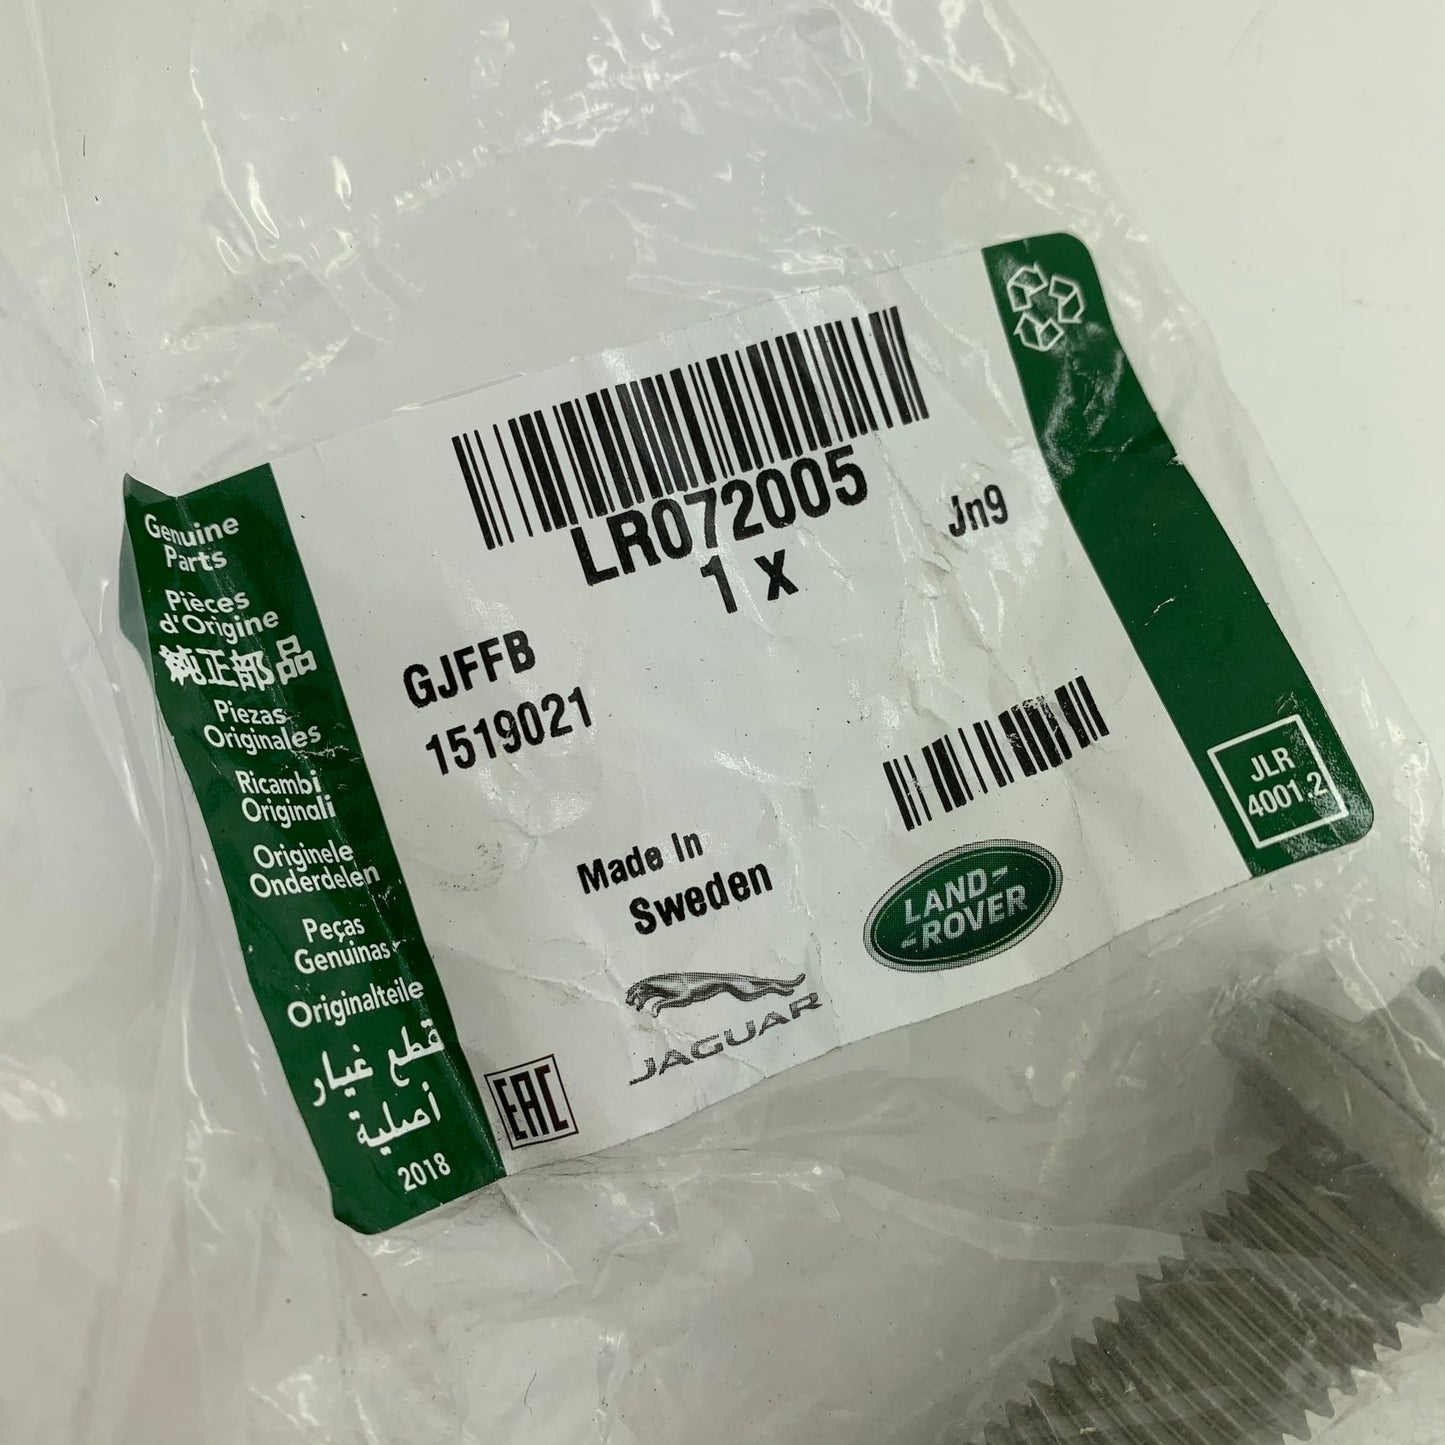 LR072005
1 x
Jn9
GJFFB
1519021
Made In
Sweden
JAGUAR
LAND-
-ROVER
EAC
JLR
4001.2
Genuine
Parts
Pièces
d'Origine
純正部品
Piezas
Originales
Ricambi
Originali
Originele
Onderdelen
Peças
Genuinas
Originalteile
قطع غيار
أصلية
2018